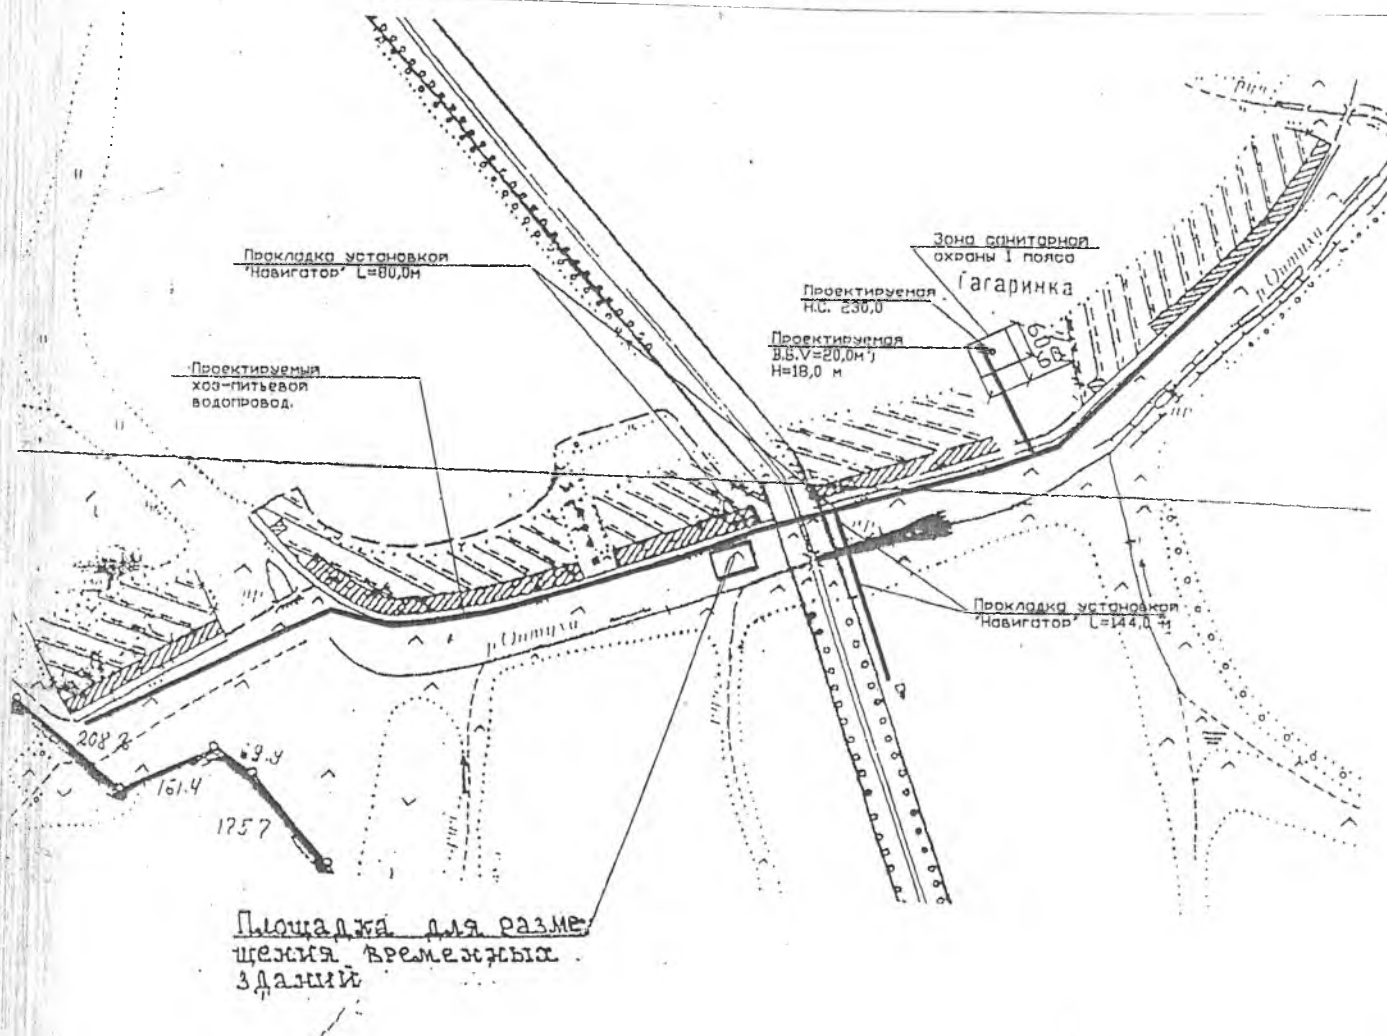 Зона санитарной
охраны 1 пояса
Гагаринка
Прокладка установкой
"Навигатор" L=80,0м
Проектируемая
Н.С. 230,0
Проектируемая
В.Б.V=20,0м³;
Н=18,0 м
Проектируемый
хоз-питьевой
водопровод.
Прокладка установкой
"Навигатор" L=144,0 м
208.2
161.4
175.7
Площадка для разме-
щения временных
зданий